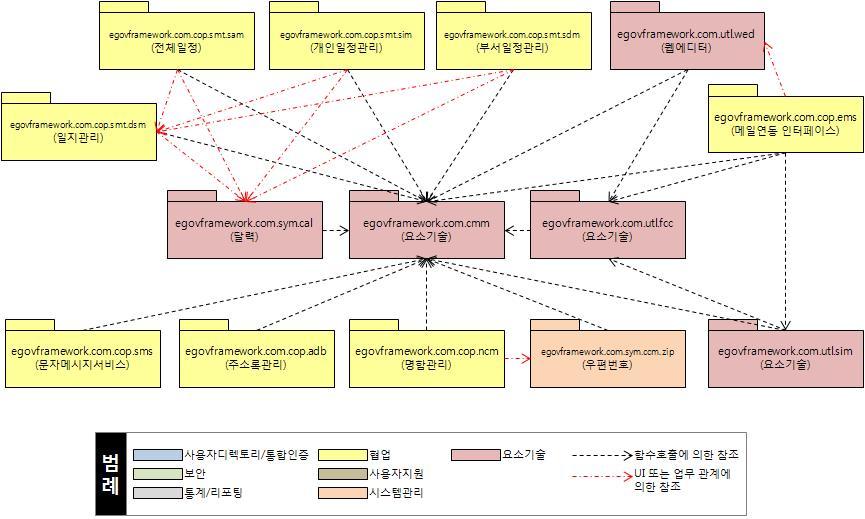 egovframework.com.cop.smt.sam
(전체일정)
egovframework.com.cop.smt.sim
(개인일정관리)
egovframework.com.cop.smt.sdm
(부서일정관리)
egovframework.com.utl.wed
(웹에디터)
egovframework.com.cop.smt.dsm
(일지관리)
egovframework.com.cop.ems
(메일연동 인터페이스)
egovframework.com.sym.cal
(달력)
egovframework.com.cmm
(요소기술)
egovframework.com.utl.fcc
(요소기술)
egovframework.com.cop.sms
(문자메시지서비스)
egovframework.com.cop.adb
(주소록관리)
egovframework.com.cop.ncm
(명함관리)
egovframework.com.sym.ccm.zip
(우편번호)
egovframework.com.utl.sim
(요소기술)
범례
사용자디렉토리/통합인증
협업
요소기술
함수호출에 의한 참조
보안
사용자지원
UI 또는 업무 관계에
의한 참조
통계/리포팅
시스템관리